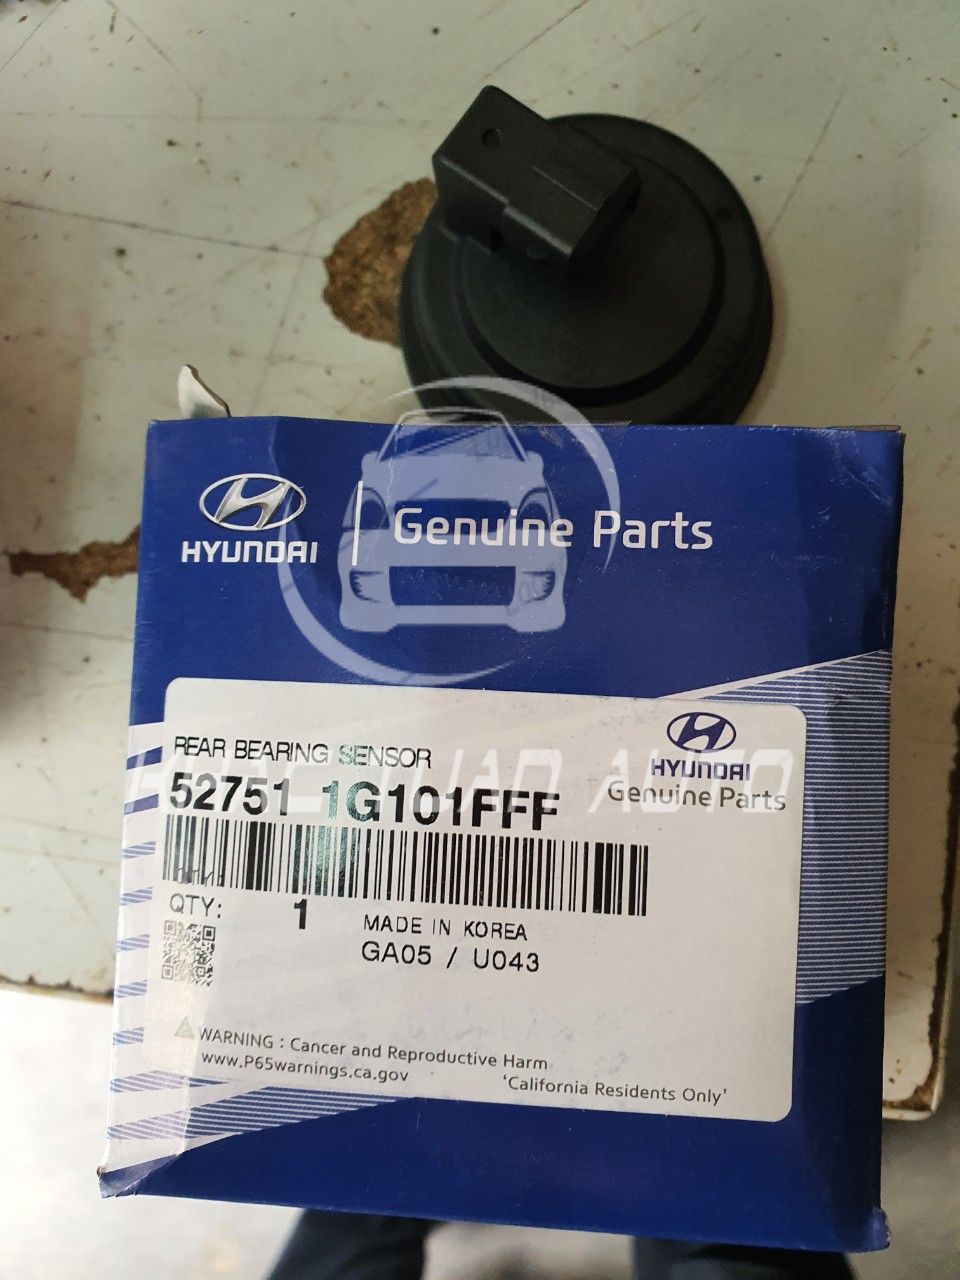 HYUNDAI
Genuine Parts
REAR BEARING SENSOR
52751 1G101FFF
HYUNDAI
Genuine Parts
QTY: 1
MADE IN KOREA
GA05 / U043
WARNING : Cancer and Reproductive Harm
www.P65warnings.ca.gov
'California Residents Only'
AUTO